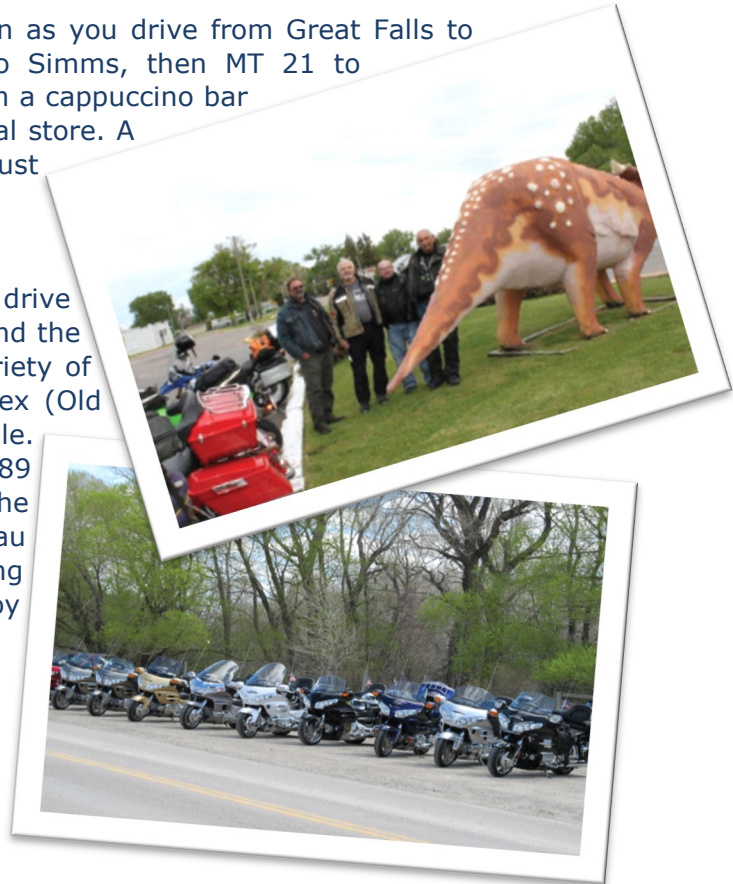 n as you drive from Great Falls to
o Simms, then MT 21 to
a cappuccino bar
al store. A
ust
drive
nd the
riety of
ex (Old
le.
89
he
au
ng
by